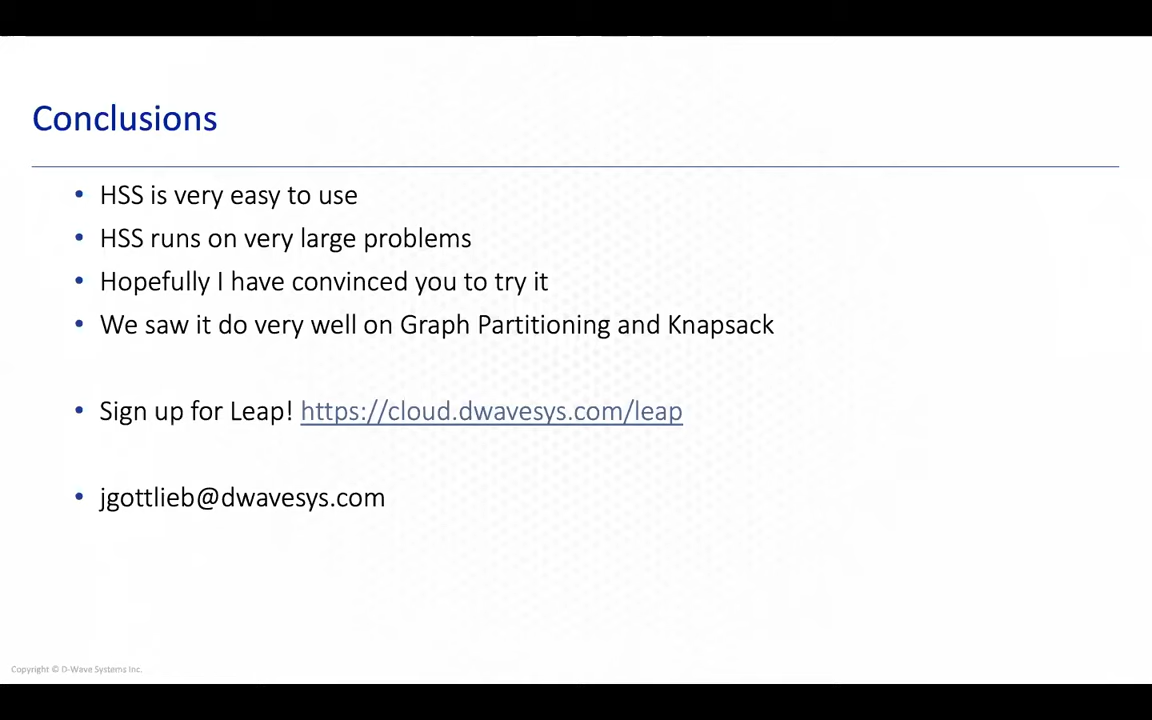 Conclusions
• HSS is very easy to use
• HSS runs on very large problems
• Hopefully I have convinced you to try it
• We saw it do very well on Graph Partitioning and Knapsack
• Sign up for Leap! https://cloud.dwavesys.com/leap
• jgottlieb@dwavesys.com
Copyright © D-Wave Systems Inc.